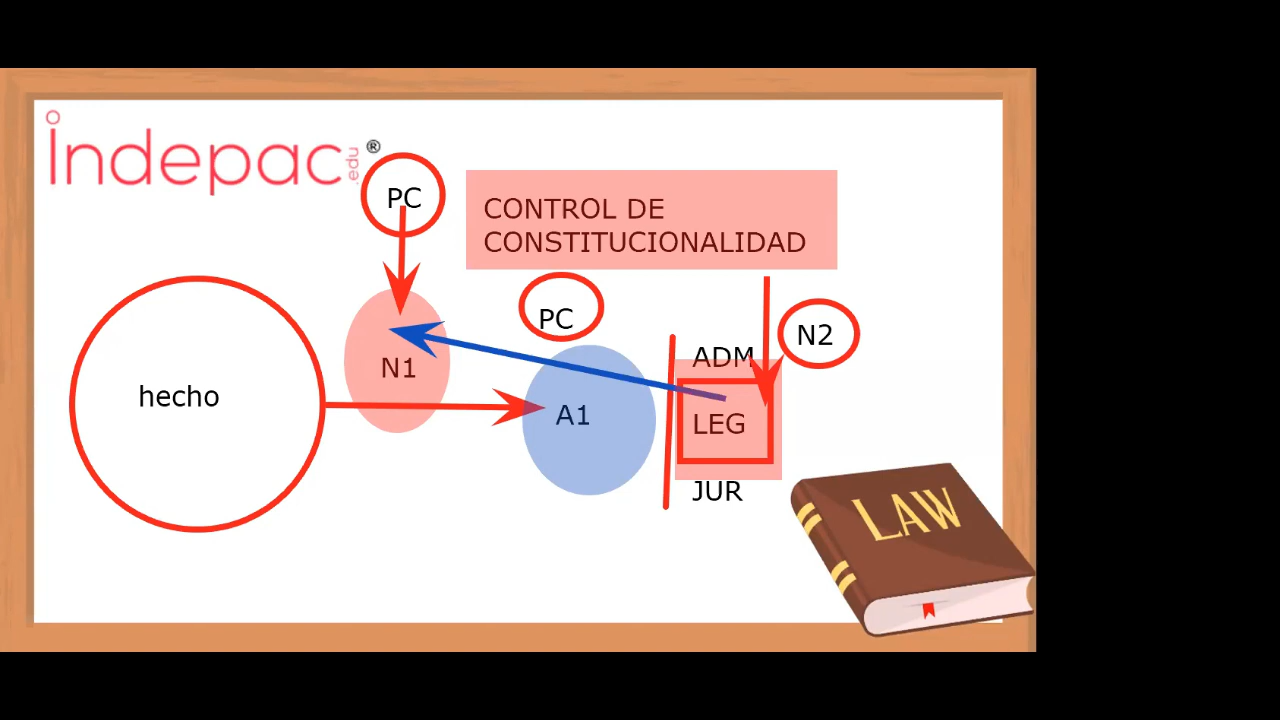 indepac.edu®
PC
CONTROL DE
CONSTITUCIONALIDAD
PC
N2
ADM
hecho
N1
A1
LEG
JUR
LAW